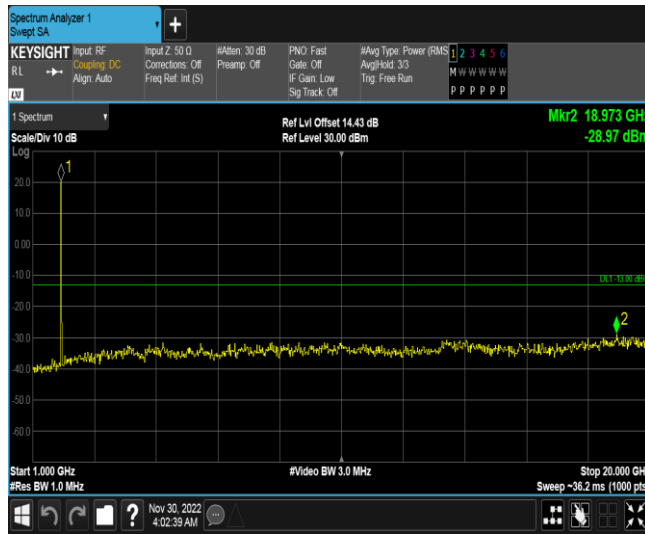 Spectrum Analyzer 1
Swept SA
+
KEYSIGHT Input: RF Input Z: 50 Ω #Atten: 30 dB PNO: Fast #Avg Type: Power (RMS 1 2 3 4 5 6
RL Coupling: DC Corrections: Off Preamp: Off Gate: Off Avg|Hold: 3/3 M W W W W W
Align: Auto Freq Ref: Int (S) IF Gain: Low Trig: Free Run
LXI Sig Track: Off P P P P P P
1 Spectrum Ref Lvl Offset 14.43 dB Mkr2 18.973 GH
Scale/Div 10 dB Ref Level 30.00 dBm -28.97 dBm
Log
1
20.0
10.0
0.00
-10.0
DL1 -13.00 dB
-20.0
2
-30.0
-40.0
-50.0
-60.0
Start 1.000 GHz #Video BW 3.0 MHz Stop 20.000 GH
#Res BW 1.0 MHz Sweep ~36.2 ms (1000 pts
? Nov 30, 2022
4:02:39 AM